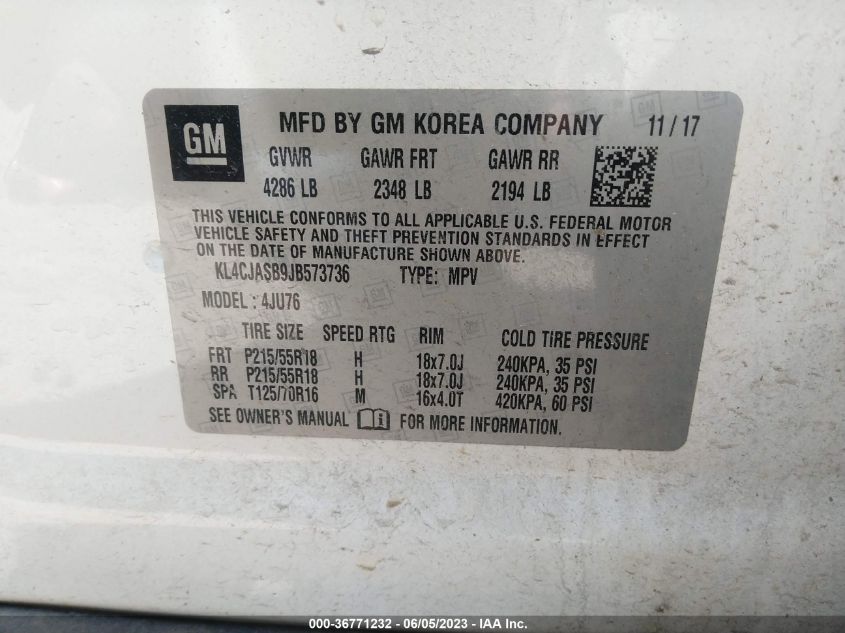 GM
MFD BY GM KOREA COMPANY 11/17
GVWR GAWR FRT GAWR RR
4286 LB 2348 LB 2194 LB
THIS VEHICLE CONFORMS TO ALL APPLICABLE U.S. FEDERAL MOTOR
VEHICLE SAFETY AND THEFT PREVENTION STANDARDS IN EFFECT
ON THE DATE OF MANUFACTURE SHOWN ABOVE.
KL4CJASB9JB573736 TYPE: MPV
MODEL : 4JU76
TIRE SIZE SPEED RTG RIM COLD TIRE PRESSURE
FRT P215/55R18 H 18x7.0J 240KPA, 35 PSI
RR P215/55R18 H 18x7.0J 240KPA, 35 PSI
SPA T125/70R16 M 16x4.0T 420KPA, 60 PSI
SEE OWNER'S MANUAL i FOR MORE INFORMATION.
000-36771232 - 06/05/2023 - IAA Inc.